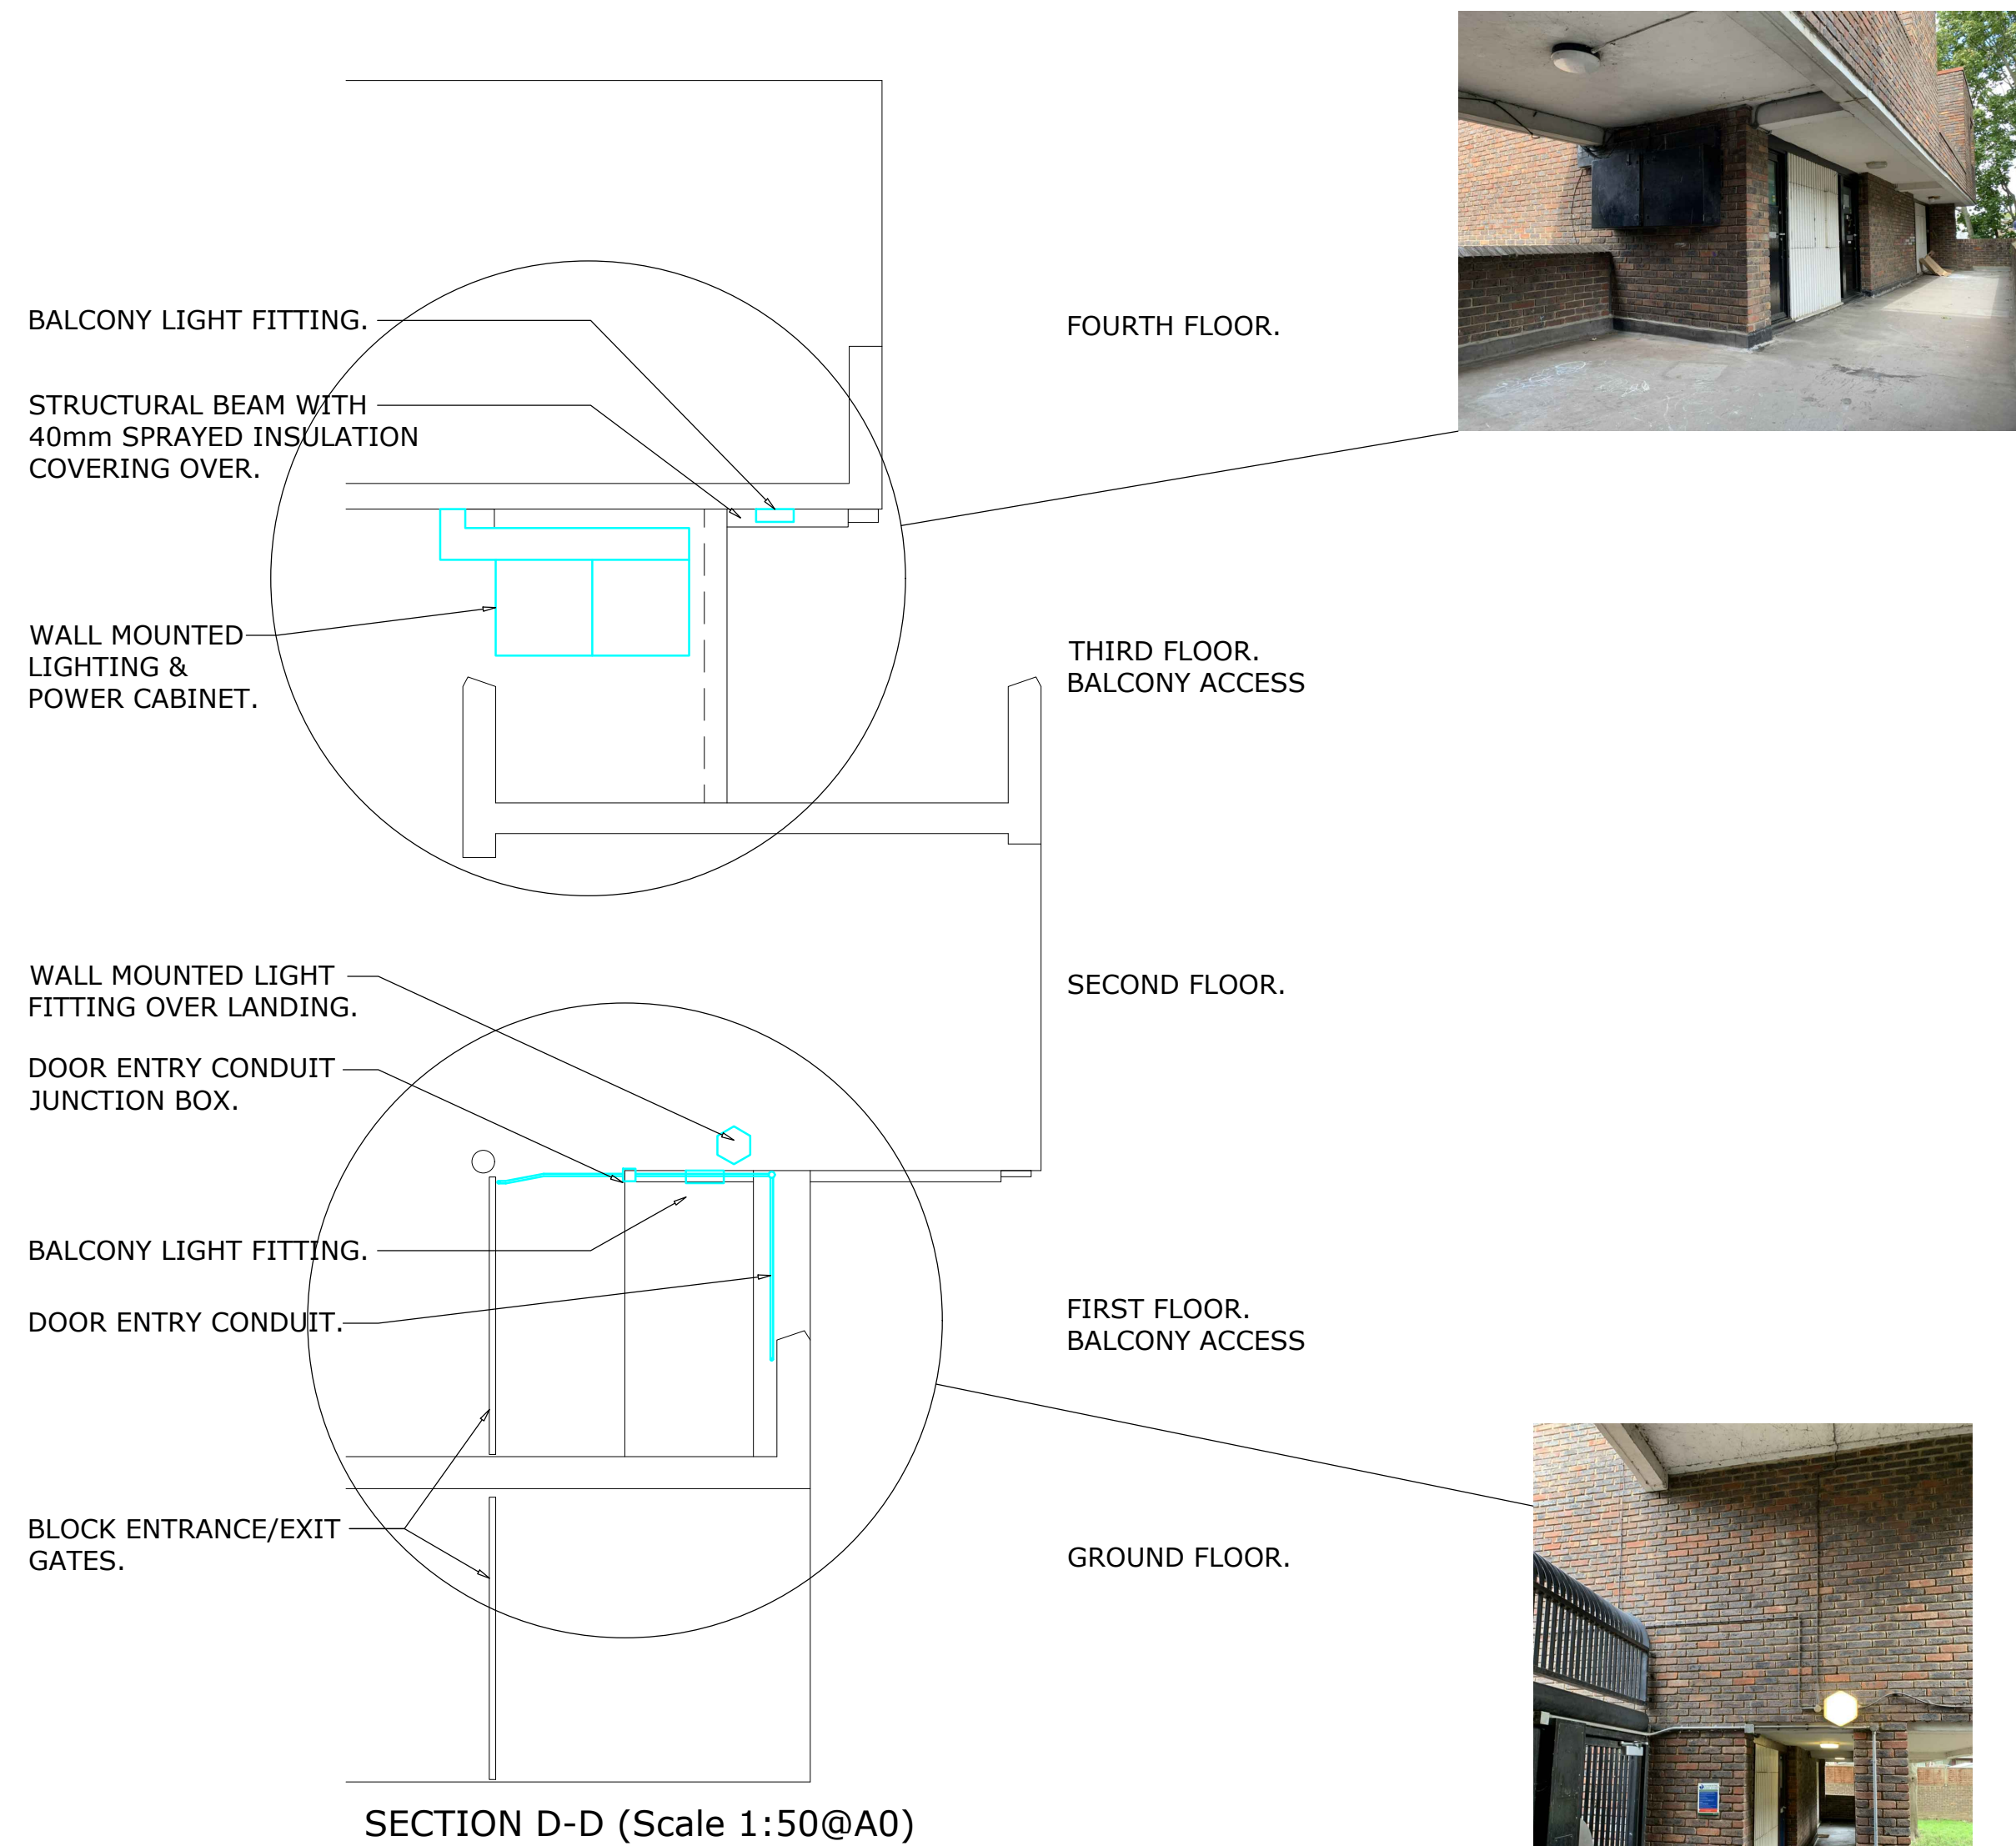 BALCONY LIGHT FITTING.
FOURTH FLOOR.
STRUCTURAL BEAM WITH
40mm SPRAYED INSULATION
COVERING OVER.
WALL MOUNTED
LIGHTING &
POWER CABINET.
THIRD FLOOR.
BALCONY ACCESS
WALL MOUNTED LIGHT
FITTING OVER LANDING.
SECOND FLOOR.
DOOR ENTRY CONDUIT
JUNCTION BOX.
BALCONY LIGHT FITTING.
DOOR ENTRY CONDUIT.
FIRST FLOOR.
BALCONY ACCESS
BLOCK ENTRANCE/EXIT
GATES.
GROUND FLOOR.
SECTION D-D (Scale 1:50@A0)